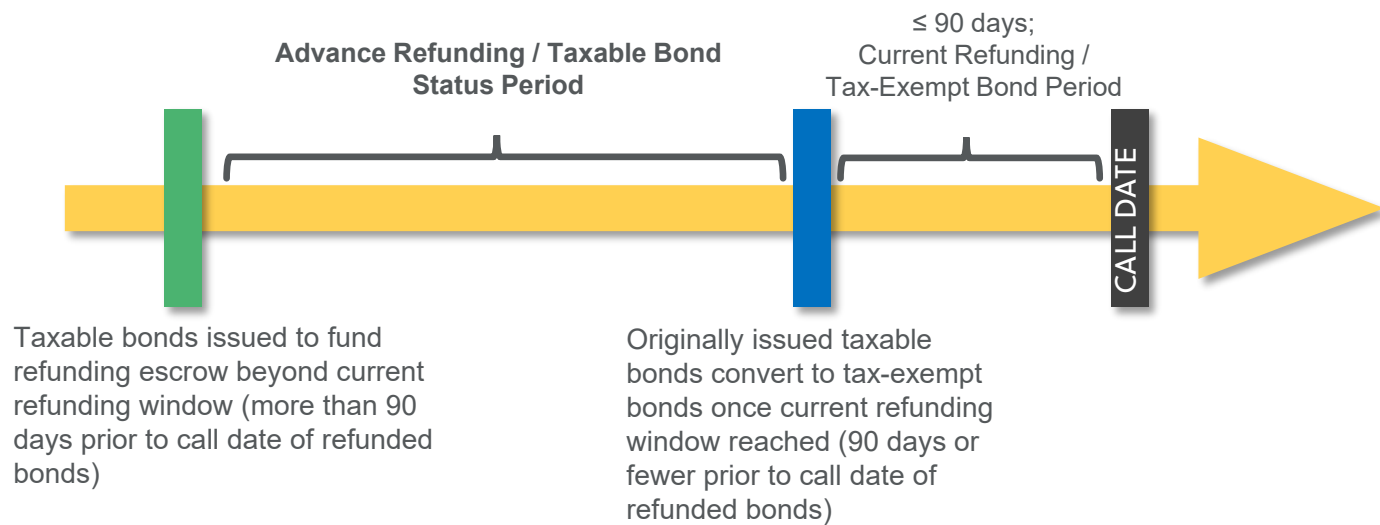 Advance Refunding / Taxable Bond
Status Period
≤ 90 days;
Current Refunding /
Tax-Exempt Bond Period
CALL DATE
Taxable bonds issued to fund
refunding escrow beyond current
refunding window (more than 90
days prior to call date of refunded
bonds)
Originally issued taxable
bonds convert to tax-exempt
bonds once current refunding
window reached (90 days or
fewer prior to call date of
refunded bonds)